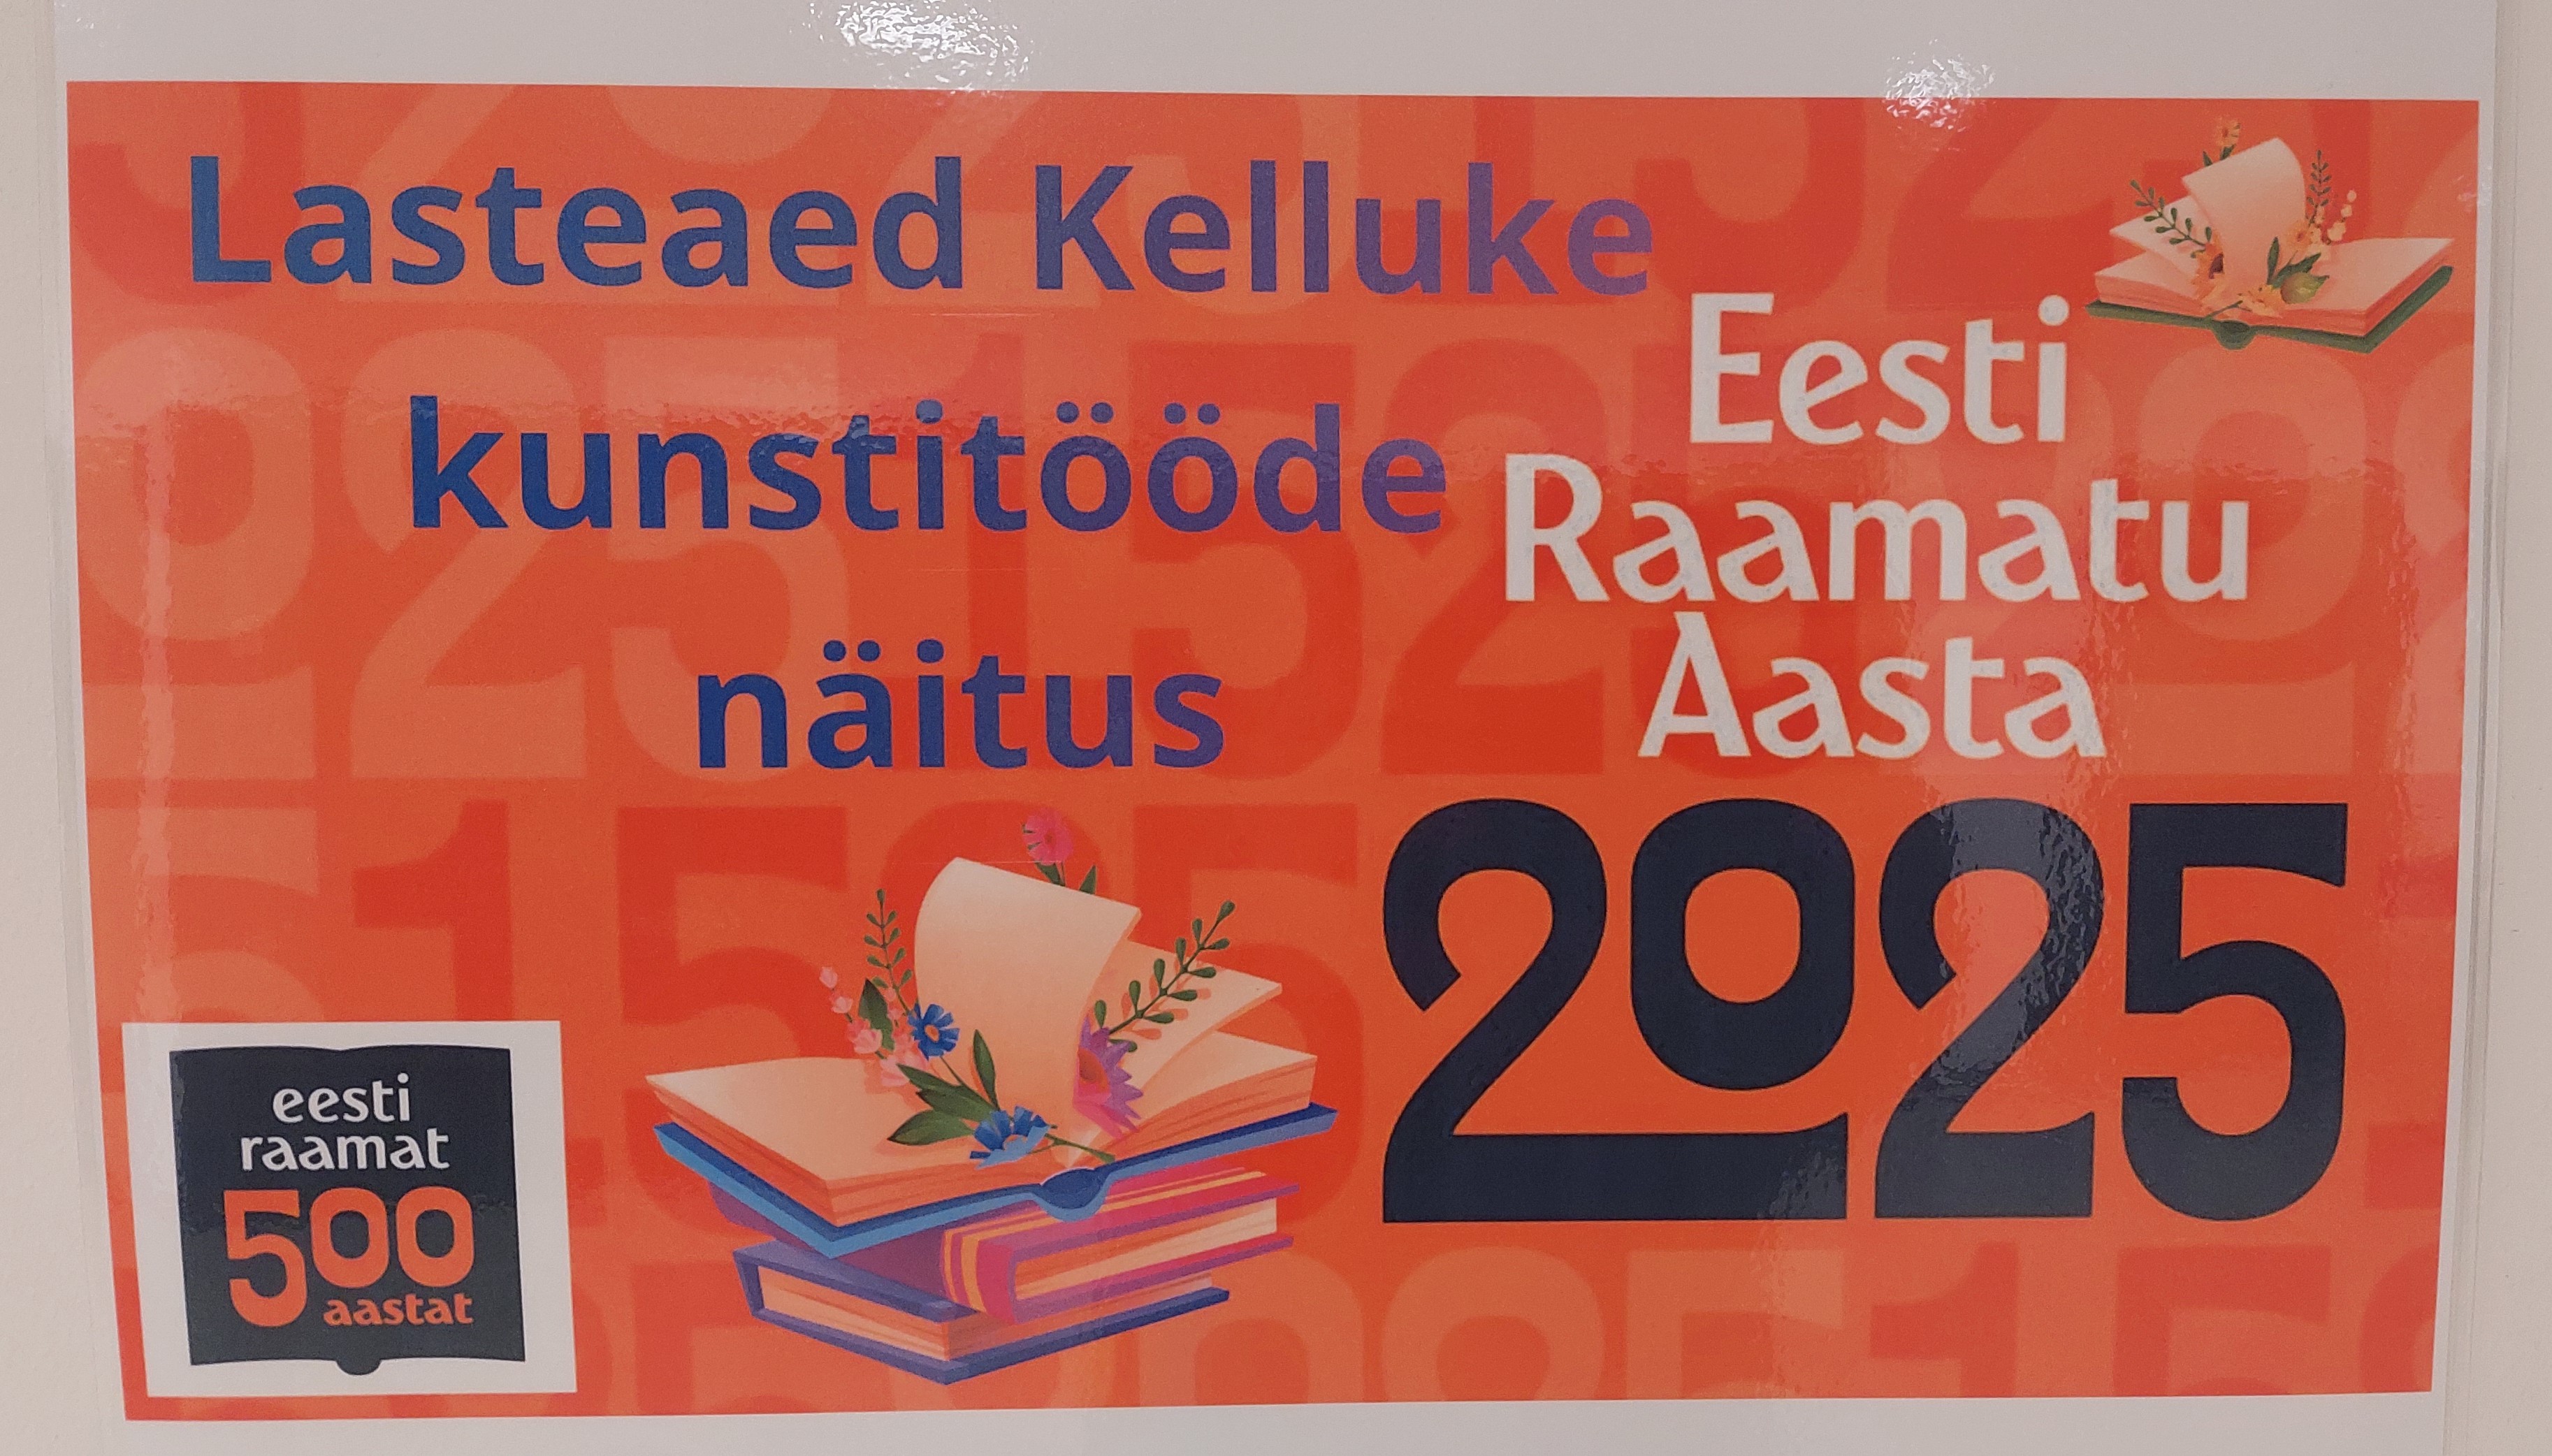 Lasteaed Kelluke
kunstitööde
näitus
Eesti
Raamatu
Aasta
2025
eesti
raamat
500
aastat